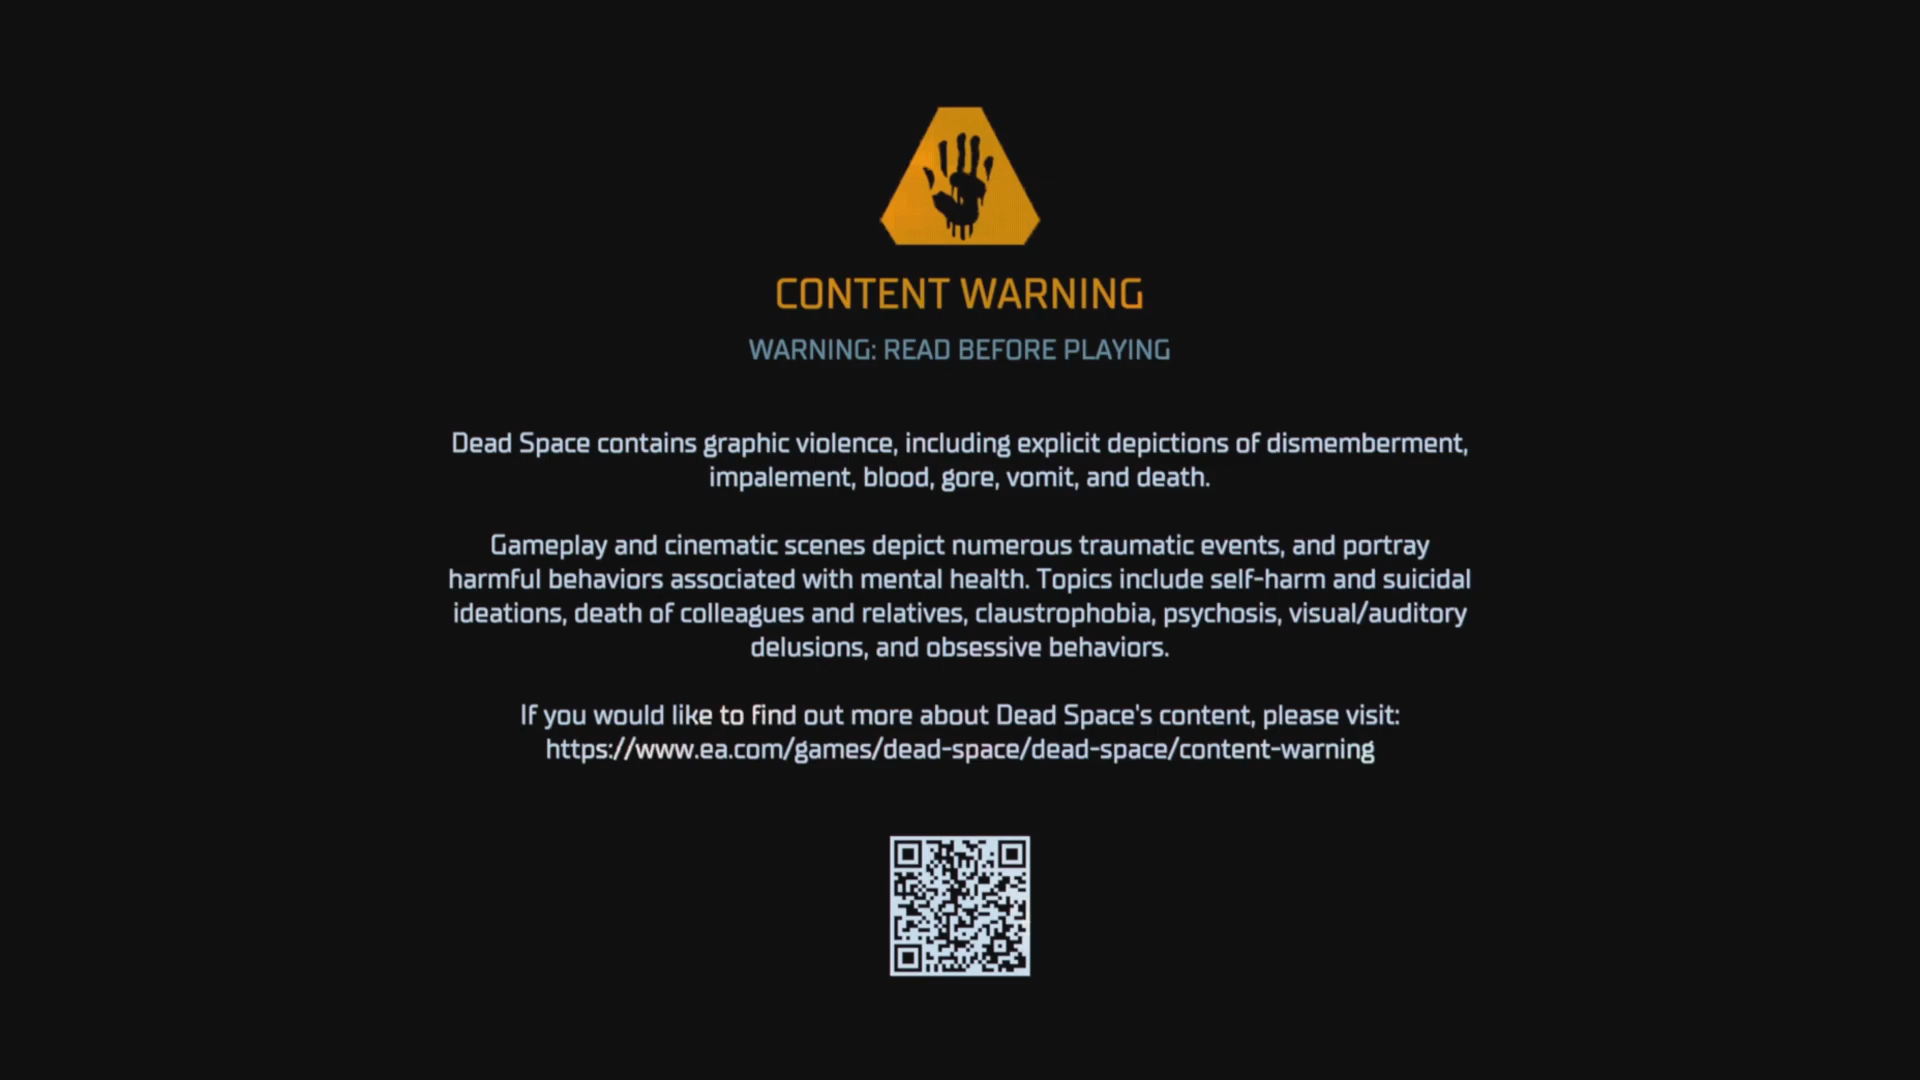 CONTENT WARNING
WARNING: READ BEFORE PLAYING
Dead Space contains graphic violence, including explicit depictions of dismemberment,
impalement, blood, gore, vomit, and death.
Gameplay and cinematic scenes depict numerous traumatic events, and portray
harmful behaviors associated with mental health. Topics include self-harm and suicidal
ideations, death of colleagues and relatives, claustrophobia, psychosis, visual/auditory
delusions, and obsessive behaviors.
If you would like to find out more about Dead Space's content, please visit:
https://www.ea.com/games/dead-space/dead-space/content-warning